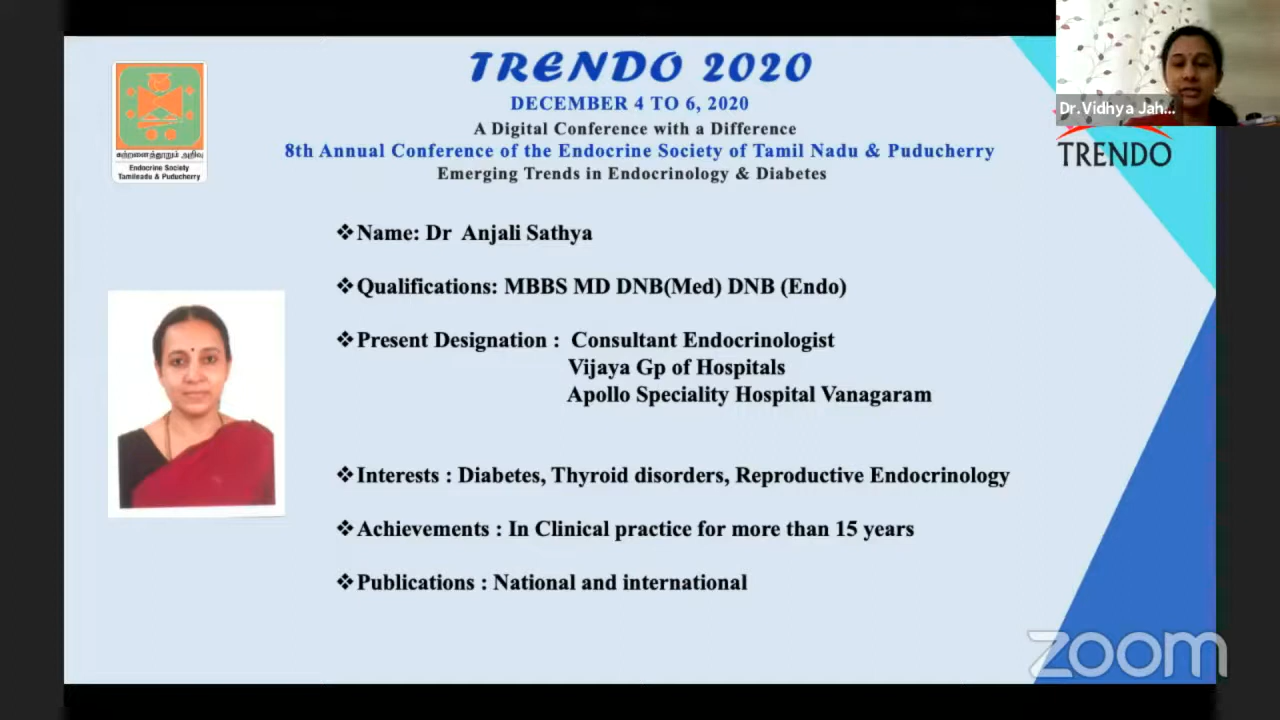 TRENDO 2020
DECEMBER 4 TO 6, 2020
A Digital Conference with a Difference
8th Annual Conference of the Endocrine Society of Tamil Nadu & Puducherry
Emerging Trends in Endocrinology & Diabetes
கற்றனைத்தூறும் அறிவு
Endocrine Society
Tamilnadu & Puducherry
Dr.Vidhya Jah...
TRENDO
❖Name: Dr Anjali Sathya
❖Qualifications: MBBS MD DNB(Med) DNB (Endo)
❖Present Designation : Consultant Endocrinologist
Vijaya Gp of Hospitals
Apollo Speciality Hospital Vanagaram
❖Interests : Diabetes, Thyroid disorders, Reproductive Endocrinology
❖Achievements : In Clinical practice for more than 15 years
❖Publications : National and international
zoom